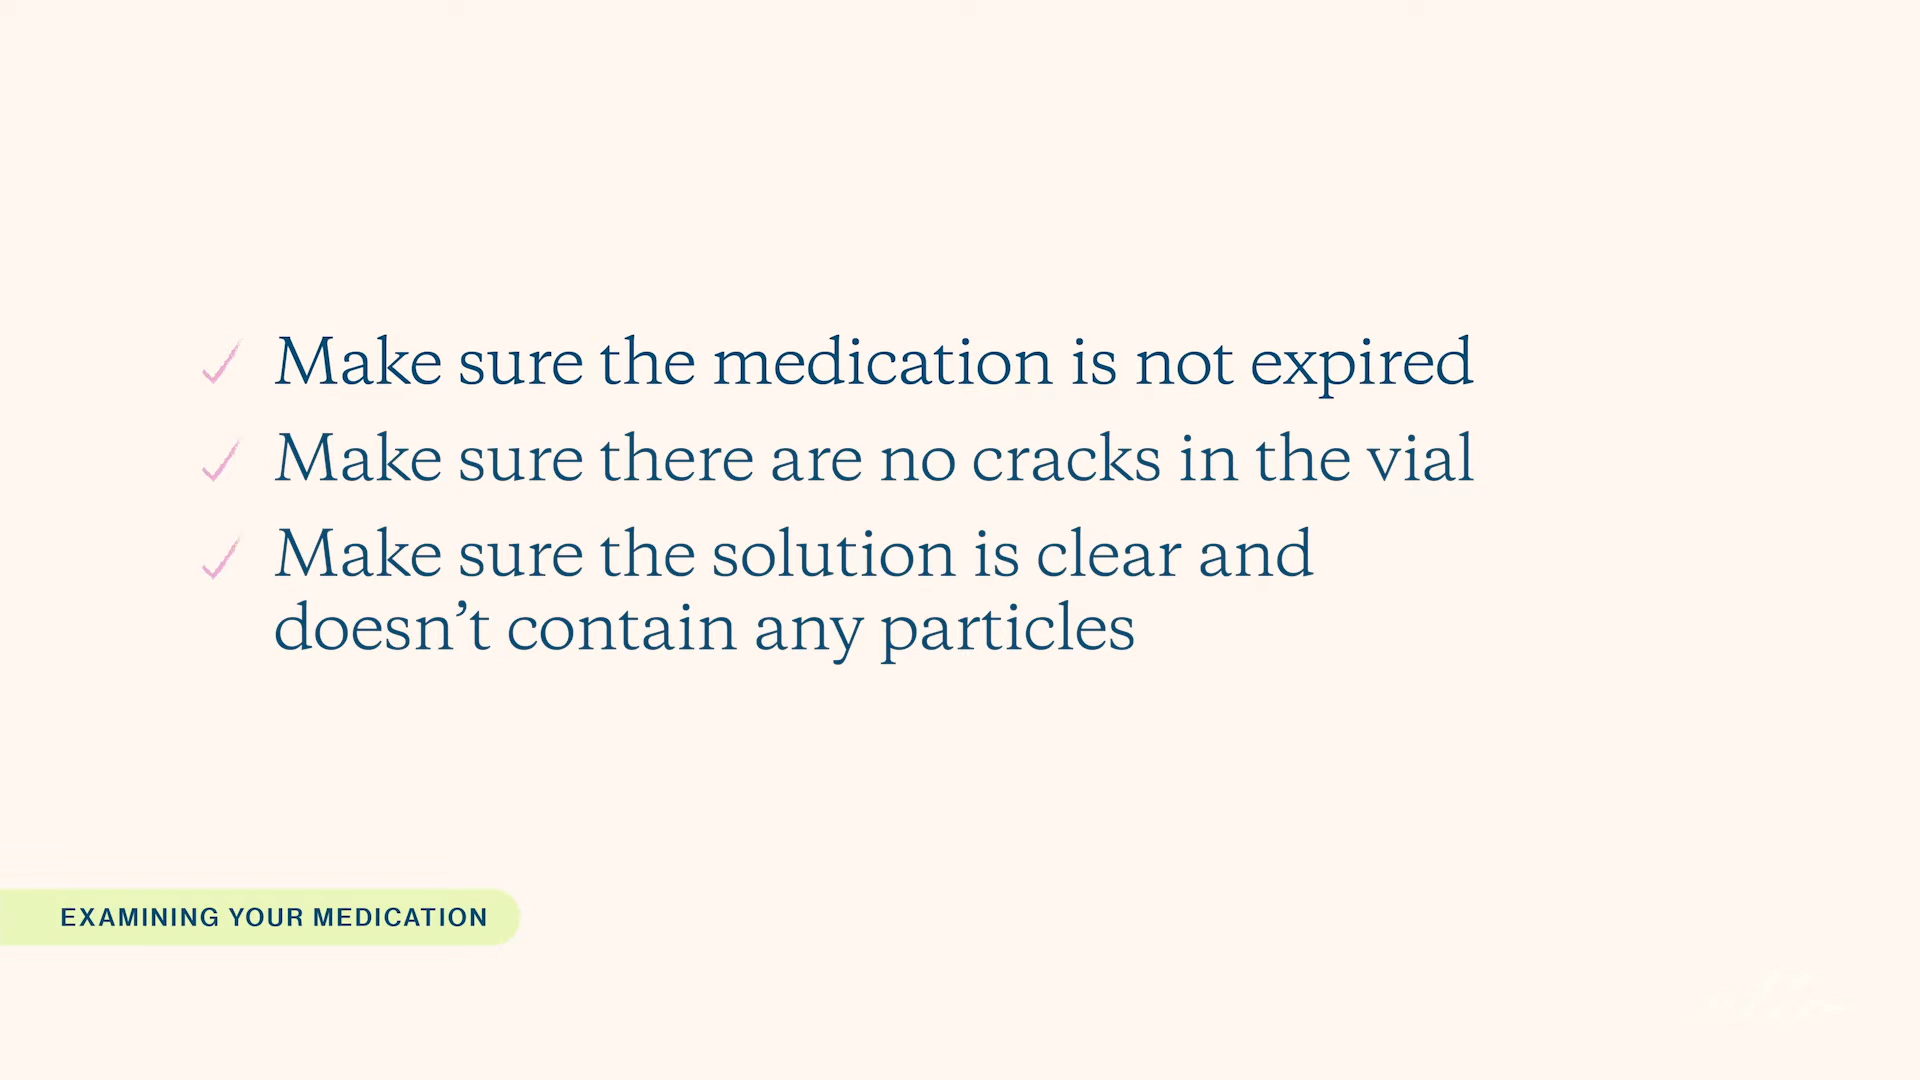 Make sure the medication is not expired
Make sure there are no cracks in the vial
Make sure the solution is clear and
doesn’t contain any particles
EXAMINING YOUR MEDICATION